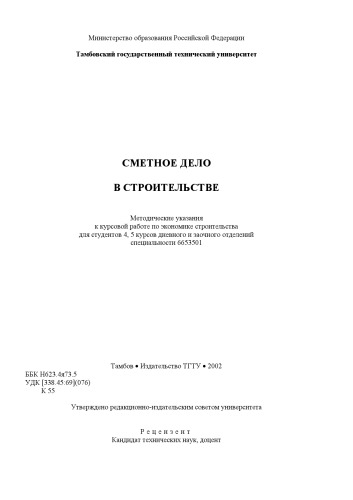 Министерство образования Российской Федерации
Тамбовский государственный технический университет
СМЕТНОЕ ДЕЛО
В СТРОИТЕЛЬСТВЕ
Методические указания
к курсовой работе по экономике строительства
для студентов 4, 5 курсов дневного и заочного отделений
специальности 6653501
Тамбов • Издательство ТГТУ • 2002
ББК Н623.4я73.5
УДК [338.45:69](076)
К 55
Утверждено редакционно-издательским советом университета
Р е ц е н з е н т
Кандидат технических наук, доцент